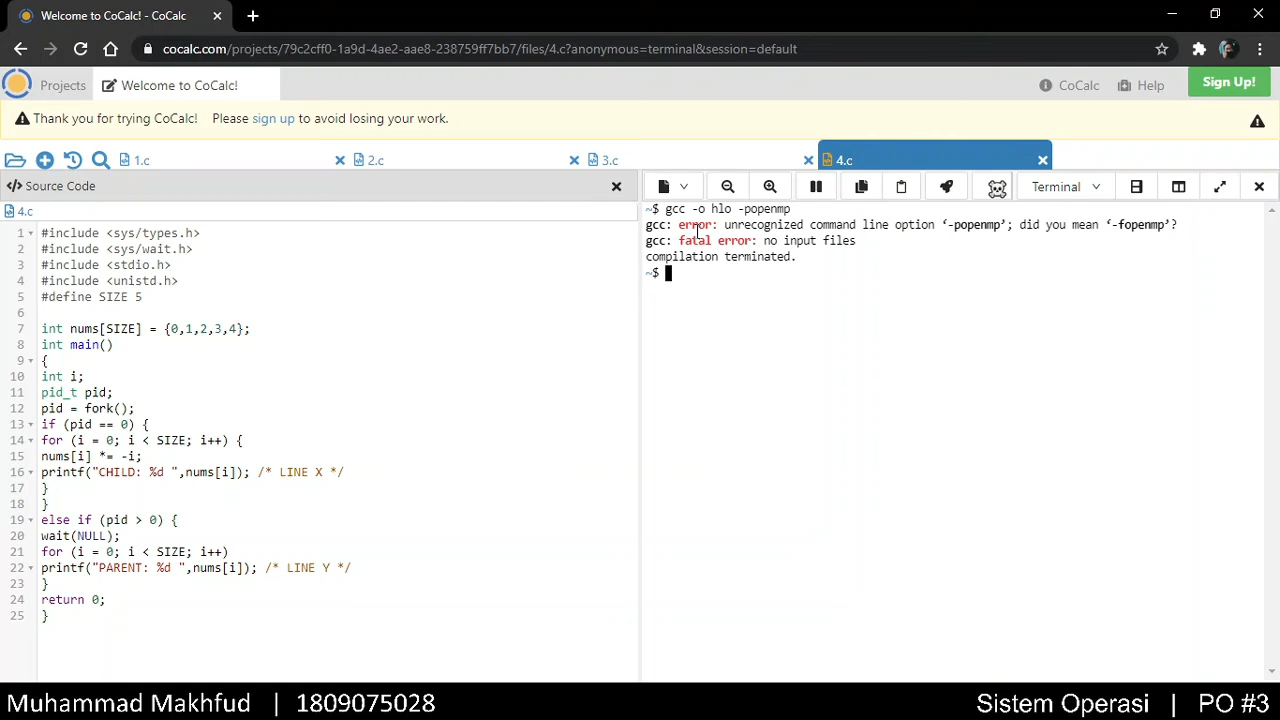 Welcome to CoCalc! - CoCalc
cocalc.com/projects/79c2cff0-1a9d-4ae2-aae8-238759ff7bb7/files/4.c?anonymous=terminal&session=default
Projects
Welcome to CoCalc!
CoCalc
Help
Sign Up!
Thank you for trying CoCalc! Please sign up to avoid losing your work.
1.c
2.c
3.c
4.c
</> Source Code
Terminal
4.c
1 #include <sys/types.h>
2 #include <sys/wait.h>
3 #include <stdio.h>
4 #include <unistd.h>
5 #define SIZE 5
6
7 int nums[SIZE] = {0,1,2,3,4};
8 int main()
9 {
10 int i;
11 pid_t pid;
12 pid = fork();
13 if (pid == 0) {
14 for (i = 0; i < SIZE; i++) {
15 nums[i] *= -i;
16 printf("CHILD: %d ",nums[i]); /* LINE X */
17 }
18 }
19 else if (pid > 0) {
20 wait(NULL);
21 for (i = 0; i < SIZE; i++)
22 printf("PARENT: %d ",nums[i]); /* LINE Y */
23 }
24 return 0;
25 }
~$ gcc -o hlo -popenmp
gcc: error: unrecognized command line option ‘-popenmp’; did you mean ‘-fopenmp’?
gcc: fatal error: no input files
compilation terminated.
~$
Muhammad Makhfud | 1809075028
Sistem Operasi | PO #3